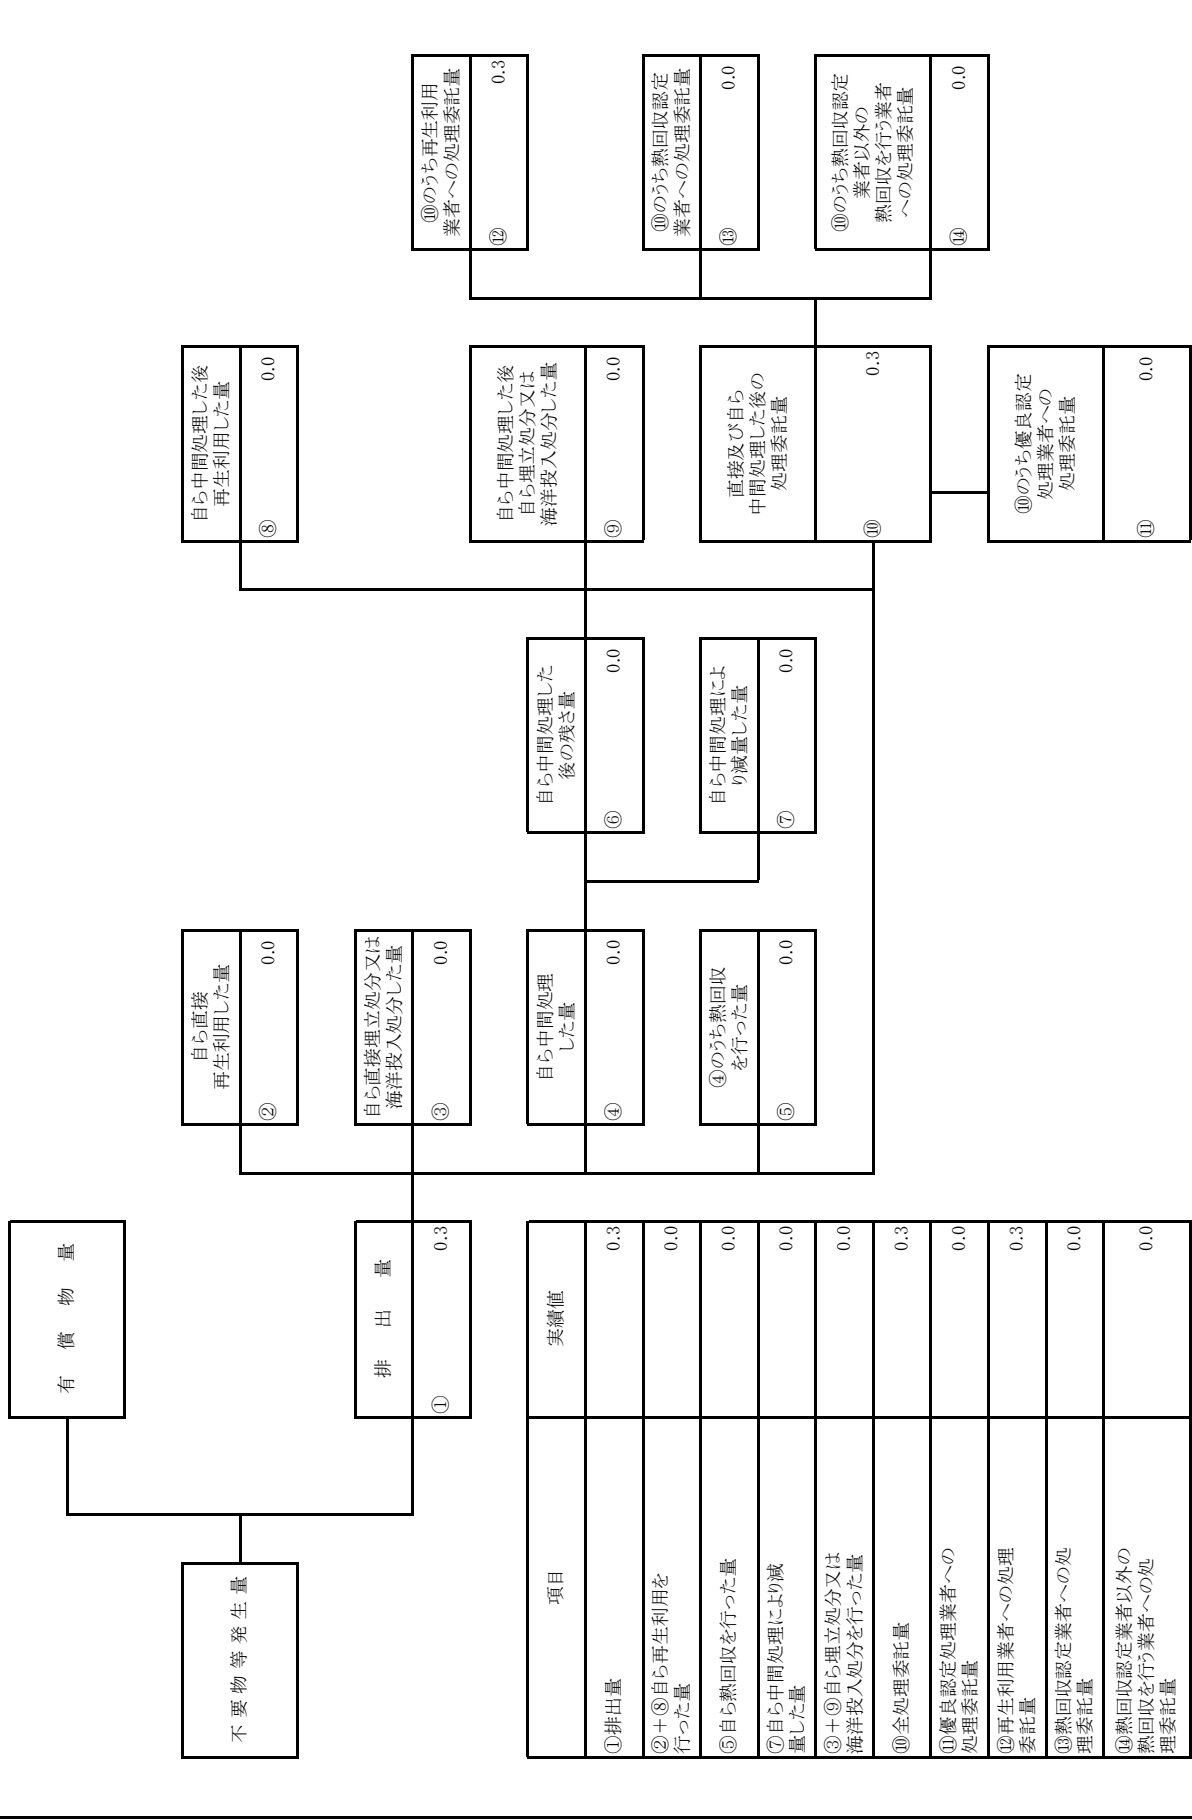 不要物等発生量
有償物量
排出量
① 0.3
自ら直接
再生利用した量
② 0.0
自ら直接埋立処分又は
海洋投入処分した量
③ 0.0
自ら中間処理
した量
④ 0.0
④のうち熱回収
を行った量
⑤ 0.0
自ら中間処理した
後の残さ量
⑥ 0.0
自ら中間処理によ
り減量した量
⑦ 0.0
自ら中間処理した後
再生利用した量
⑧ 0.0
自ら中間処理した後
自ら埋立処分又は
海洋投入処分した量
⑨ 0.0
直接及び自ら
中間処理した後の
処理委託量
⑩ 0.3
⑩のうち優良認定
処理業者への
処理委託量
⑪ 0.0
⑩のうち再生利用
業者への処理委託量
⑫ 0.3
⑩のうち熱回収認定
業者への処理委託量
⑬ 0.0
⑩のうち熱回収認定
業者以外の
熱回収を行う業者
への処理委託量
⑭ 0.0
項目 実績値
①排出量 0.3
②+⑧自ら再生利用を
行った量 0.0
⑤自ら熱回収を行った量 0.0
⑦自ら中間処理により減
量した量 0.0
③+⑨自ら埋立処分又は
海洋投入処分を行った量 0.0
⑩全処理委託量 0.3
⑪優良認定処理業者への
処理委託量 0.0
⑫再生利用業者への処理
委託量 0.3
⑬熱回収認定業者への処
理委託量 0.0
⑭熱回収認定業者以外の
熱回収を行う業者への処
理委託量 0.0